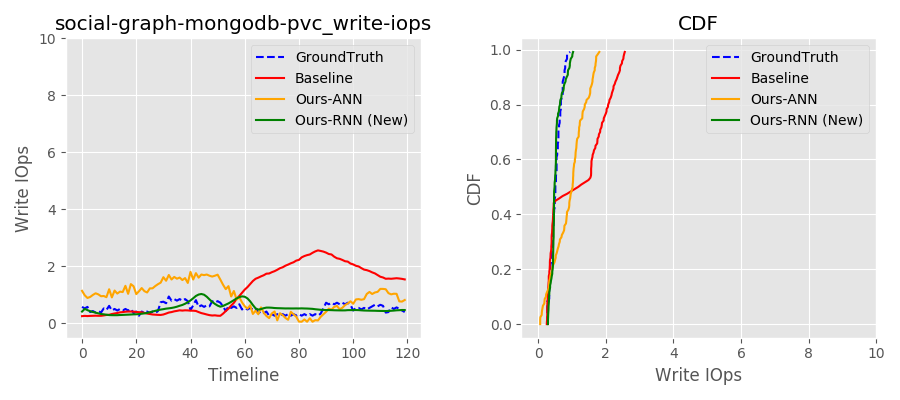 social-graph-mongodb-pvc_write-iops
10
8
6
4
2
0
Write IOps
0 20 40 60 80 100 120
Timeline
GroundTruth
Baseline
Ours-ANN
Ours-RNN (New)
CDF
1.0
0.8
0.6
0.4
0.2
0.0
CDF
0 2 4 6 8 10
Write IOps
GroundTruth
Baseline
Ours-ANN
Ours-RNN (New)